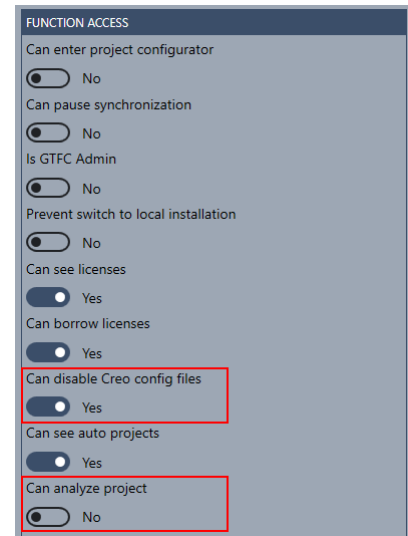 FUNCTION ACCESS
Can enter project configurator
No
Can pause synchronization
No
Is GTFC Admin
No
Prevent switch to local installation
No
Can see licenses
Yes
Can borrow licenses
Yes
Can disable Creo config files
Yes
Can see auto projects
Yes
Can analyze project
No